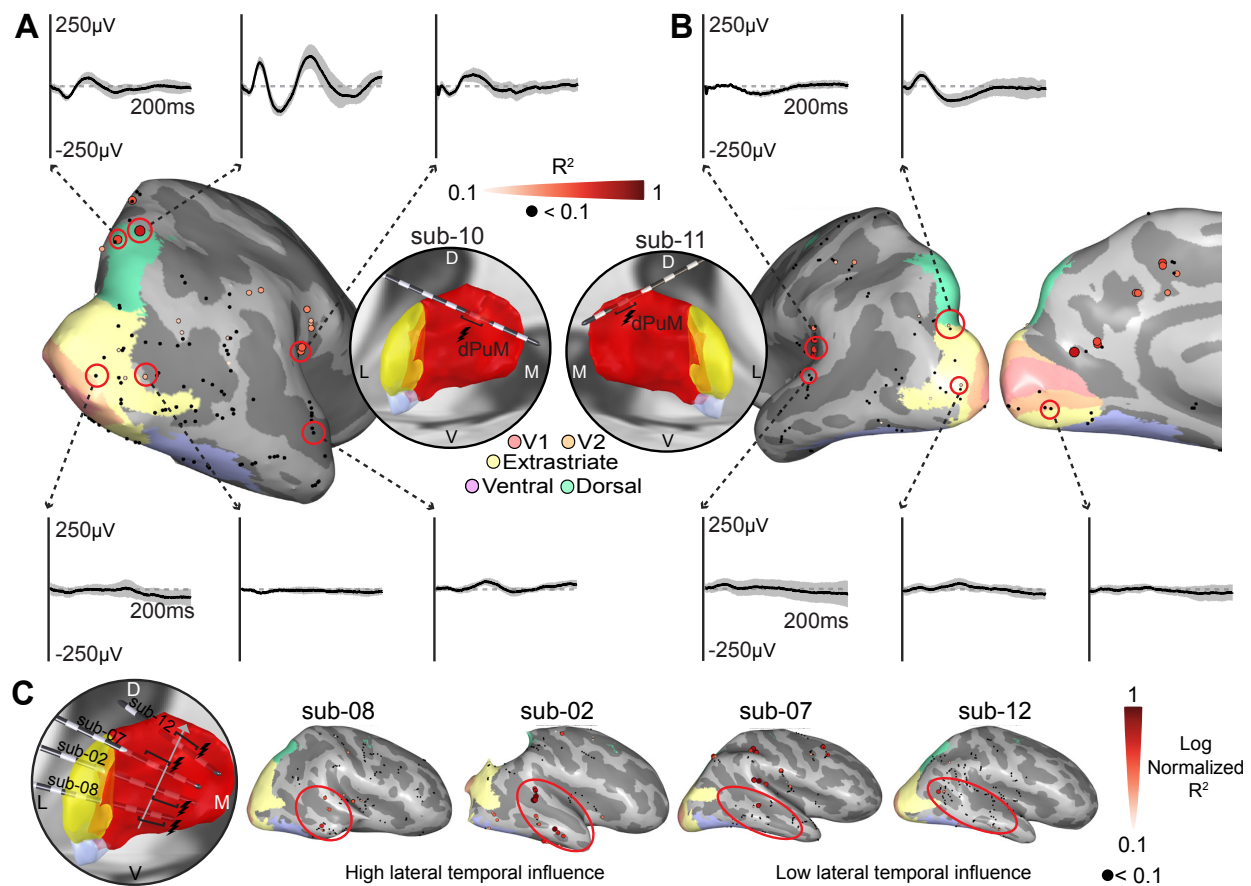 A
250µV
200ms
-250µV
B
250µV
200ms
-250µV
R²
0.1
1
< 0.1
sub-10
D
dPuM
L
M
V
sub-11
D
dPuM
M
L
V
V1
V2
Extrastriate
Ventral
Dorsal
250µV
200ms
-250µV
250µV
200ms
-250µV
C
D
sub-12
sub-07
sub-02
sub-08
L
M
V
sub-08
sub-02
sub-07
sub-12
High lateral temporal influence
Low lateral temporal influence
1
Log
Normalized
R²
0.1
< 0.1